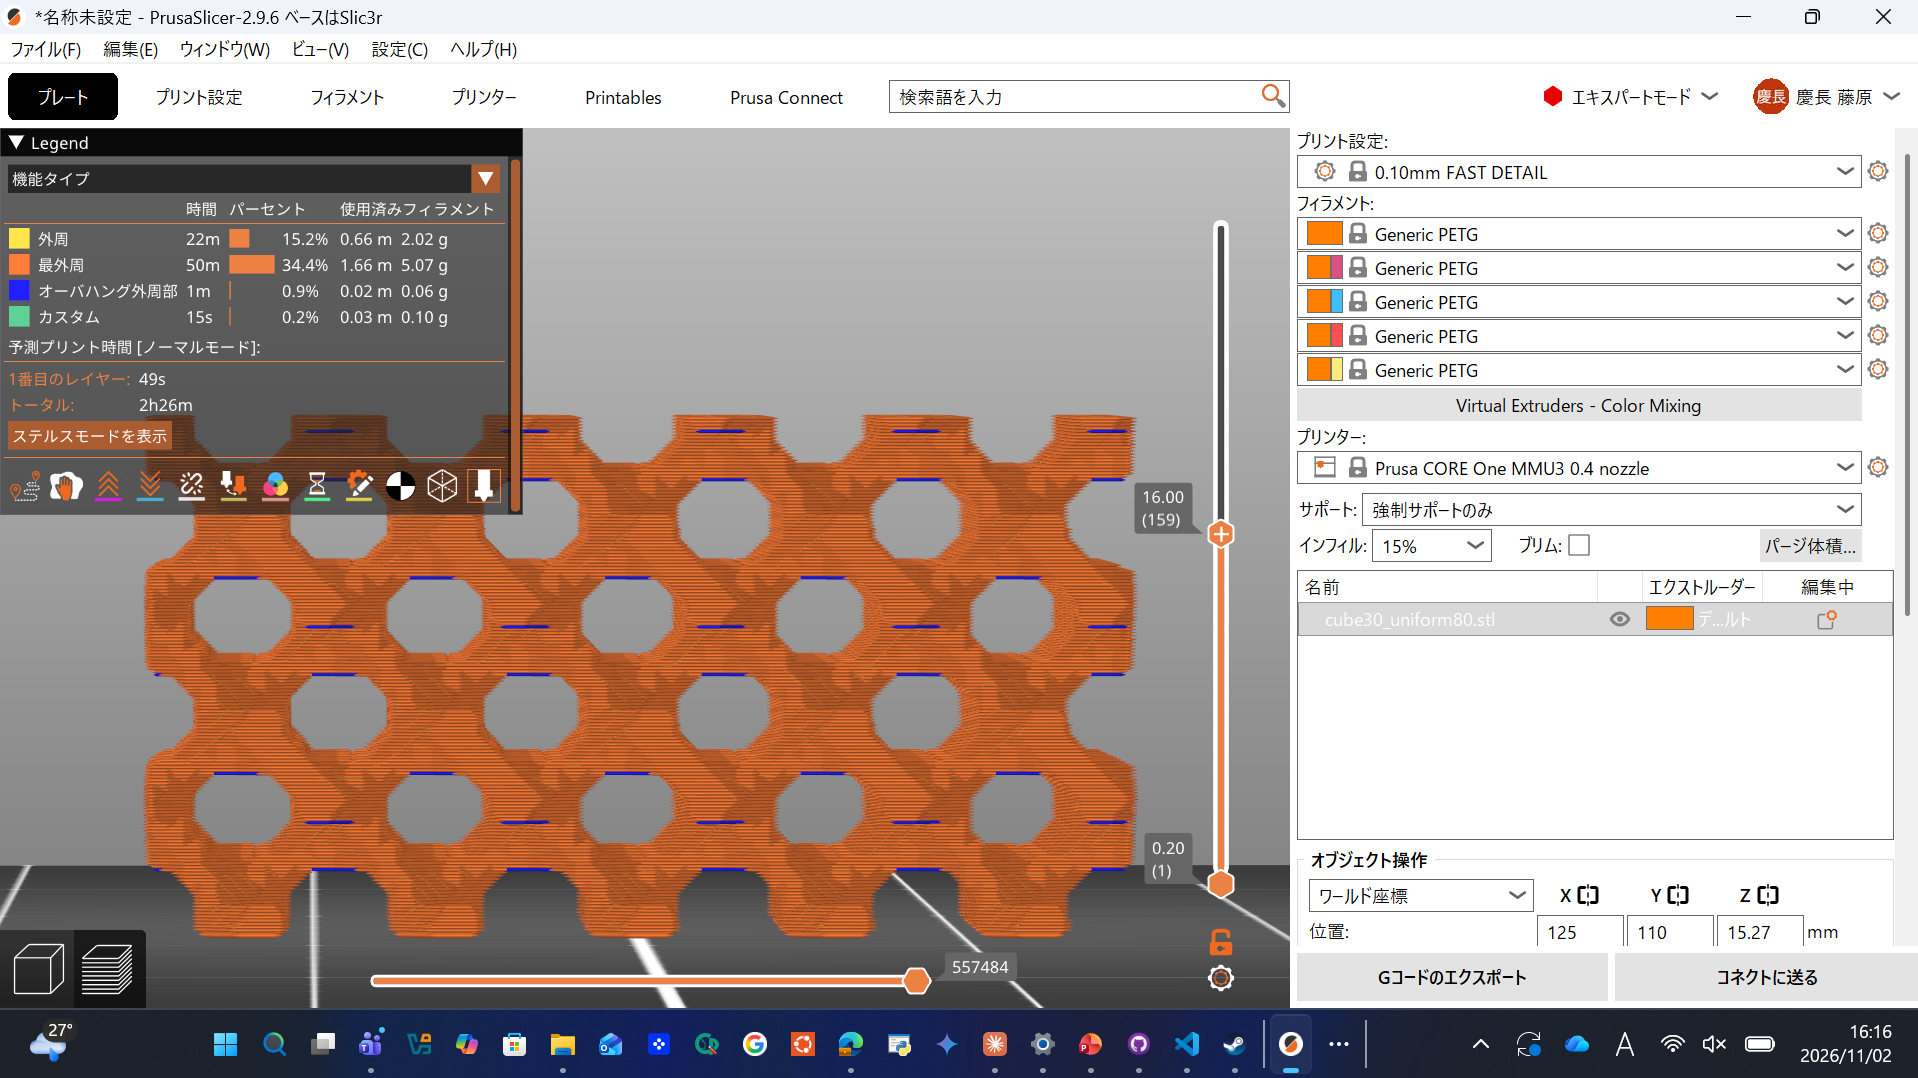 *名称未設定 - PrusaSlicer-2.9.6 ベースはSlic3r
ファイル(F) 編集(E) ウィンドウ(W) ビュー(V) 設定(C) ヘルプ(H)
プレート プリント設定 フィラメント プリンター Printables Prusa Connect 検索語を入力 エキスパートモード 慶長 慶長 藤原
Legend
機能タイプ
時間 パーセント 使用済みフィラメント
外周 22m 15.2% 0.66 m 2.02 g
最外周 50m 34.4% 1.66 m 5.07 g
オーバハング外周部 1m 0.9% 0.02 m 0.06 g
カスタム 15s 0.2% 0.03 m 0.10 g
予測プリント時間 [ノーマルモード]:
1番目のレイヤー: 49s
トータル: 2h26m
ステルスモードを表示
16.00
(159)
0.20
(1)
557484
プリント設定:
0.10mm FAST DETAIL
フィラメント:
Generic PETG
Generic PETG
Generic PETG
Generic PETG
Generic PETG
Virtual Extruders - Color Mixing
プリンター:
Prusa CORE One MMU3 0.4 nozzle
サポート: 強制サポートのみ
インフィル: 15% ブリム: パージ体積...
名前 エクストルーダー 編集中
cube30_uniform80.stl デ...ルト
オブジェクト操作
ワールド座標 X Y Z
位置: 125 110 15.27 mm
Gコードのエクスポート コネクトに送る
27°
A
16:16
2026/11/02